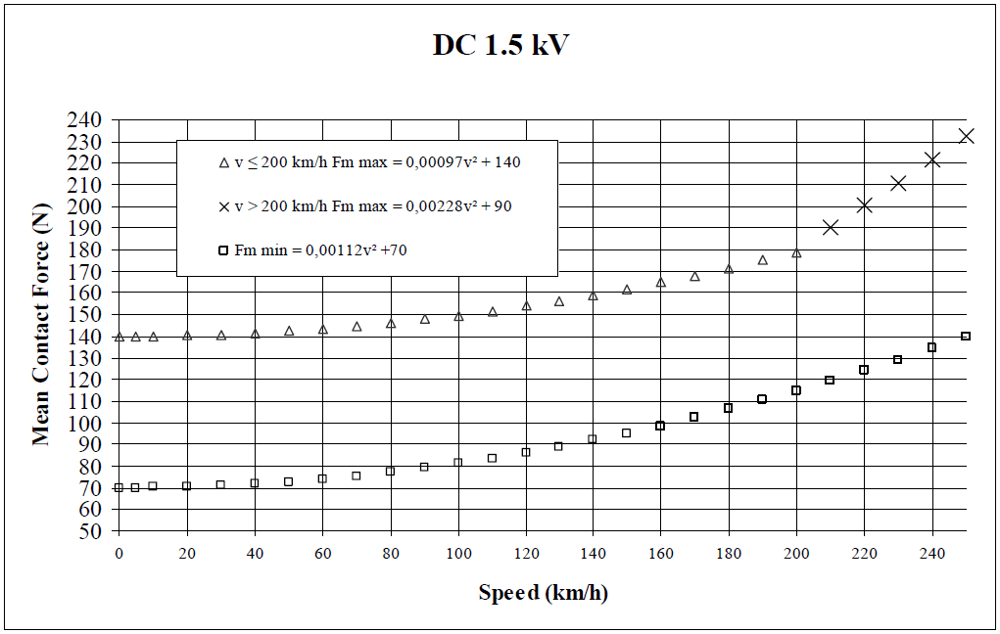 DC 1.5 kV
240
230
220
210
200
190
180
170
160
150
140
130
120
110
100
90
80
70
60
50
Mean Contact Force (N)
v ≤ 200 km/h Fm max = 0,00097v² + 140
v > 200 km/h Fm max = 0,00228v² + 90
Fm min = 0,00112v² +70
0 20 40 60 80 100 120 140 160 180 200 220 240
Speed (km/h)